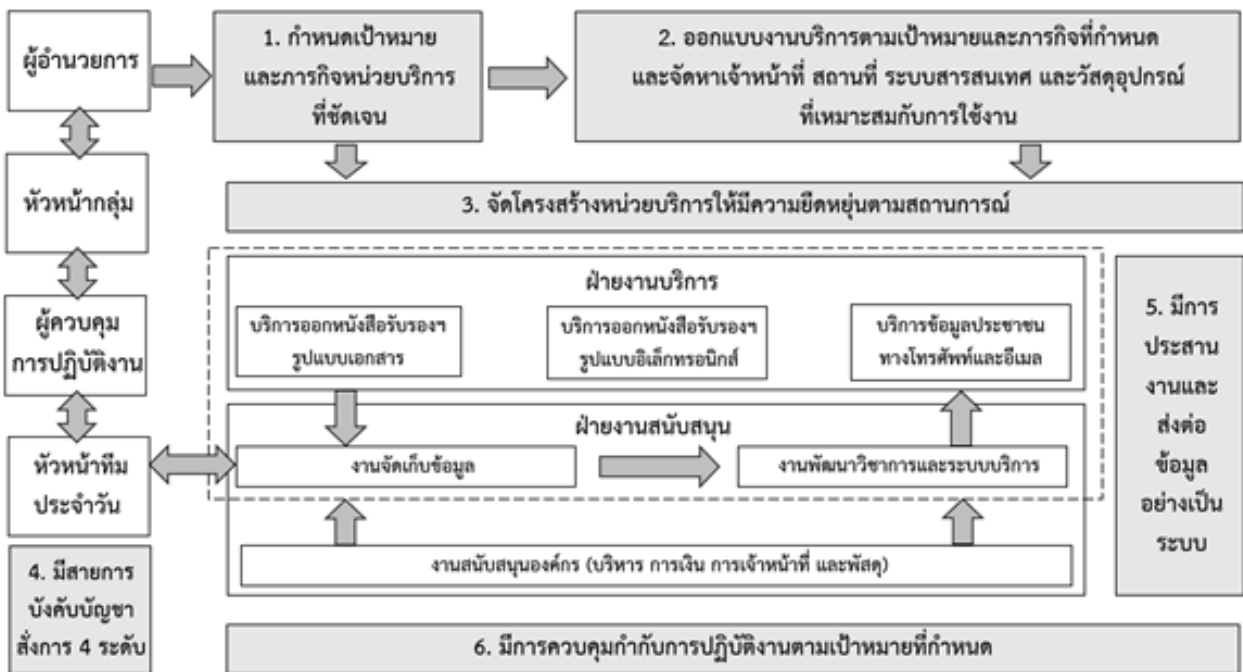 ผู้อำนวยการ
1. กำหนดเป้าหมาย
และภารกิจหน่วยบริการ
ที่ชัดเจน
2. ออกแบบงานบริการตามเป้าหมายและภารกิจที่กำหนด
และจัดหาเจ้าหน้าที่ สถานที่ ระบบสารสนเทศ และวัสดุอุปกรณ์
ที่เหมาะสมกับการใช้งาน
หัวหน้ากลุ่ม
3. จัดโครงสร้างหน่วยบริการให้มีความยืดหยุ่นตามสถานการณ์
ผู้ควบคุม
การปฏิบัติงาน
ฝ่ายงานบริการ
บริการออกหนังสือรับรองฯ
รูปแบบเอกสาร
บริการออกหนังสือรับรองฯ
รูปแบบอิเล็กทรอนิกส์
บริการข้อมูลประชาชน
ทางโทรศัพท์และอีเมล
5. มีการ
ประสาน
งานและ
ส่งต่อ
ข้อมูล
อย่างเป็น
ระบบ
หัวหน้าทีม
ประจำวัน
ฝ่ายงานสนับสนุน
งานจัดเก็บข้อมูล
งานพัฒนาวิชาการและระบบบริการ
งานสนับสนุนองค์กร (บริหาร การเงิน การเจ้าหน้าที่ และพัสดุ)
4. มีสายการ
บังคับบัญชา
สั่งการ 4 ระดับ
6. มีการควบคุมกำกับการปฏิบัติงานตามเป้าหมายที่กำหนด